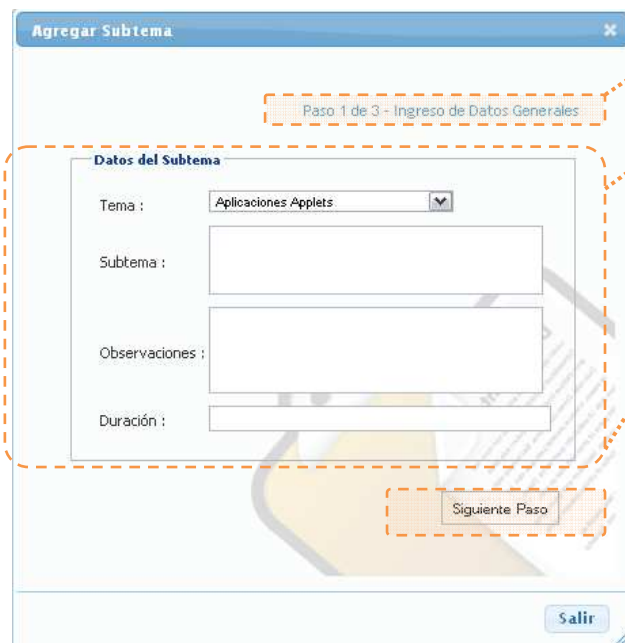 Agregar Subtema
Paso 1 de 3 - Ingreso de Datos Generales
Datos del Subtema
Tema : Aplicaciones Applets
Subtema :
Observaciones :
Duración :
Siguiente Paso
Salir